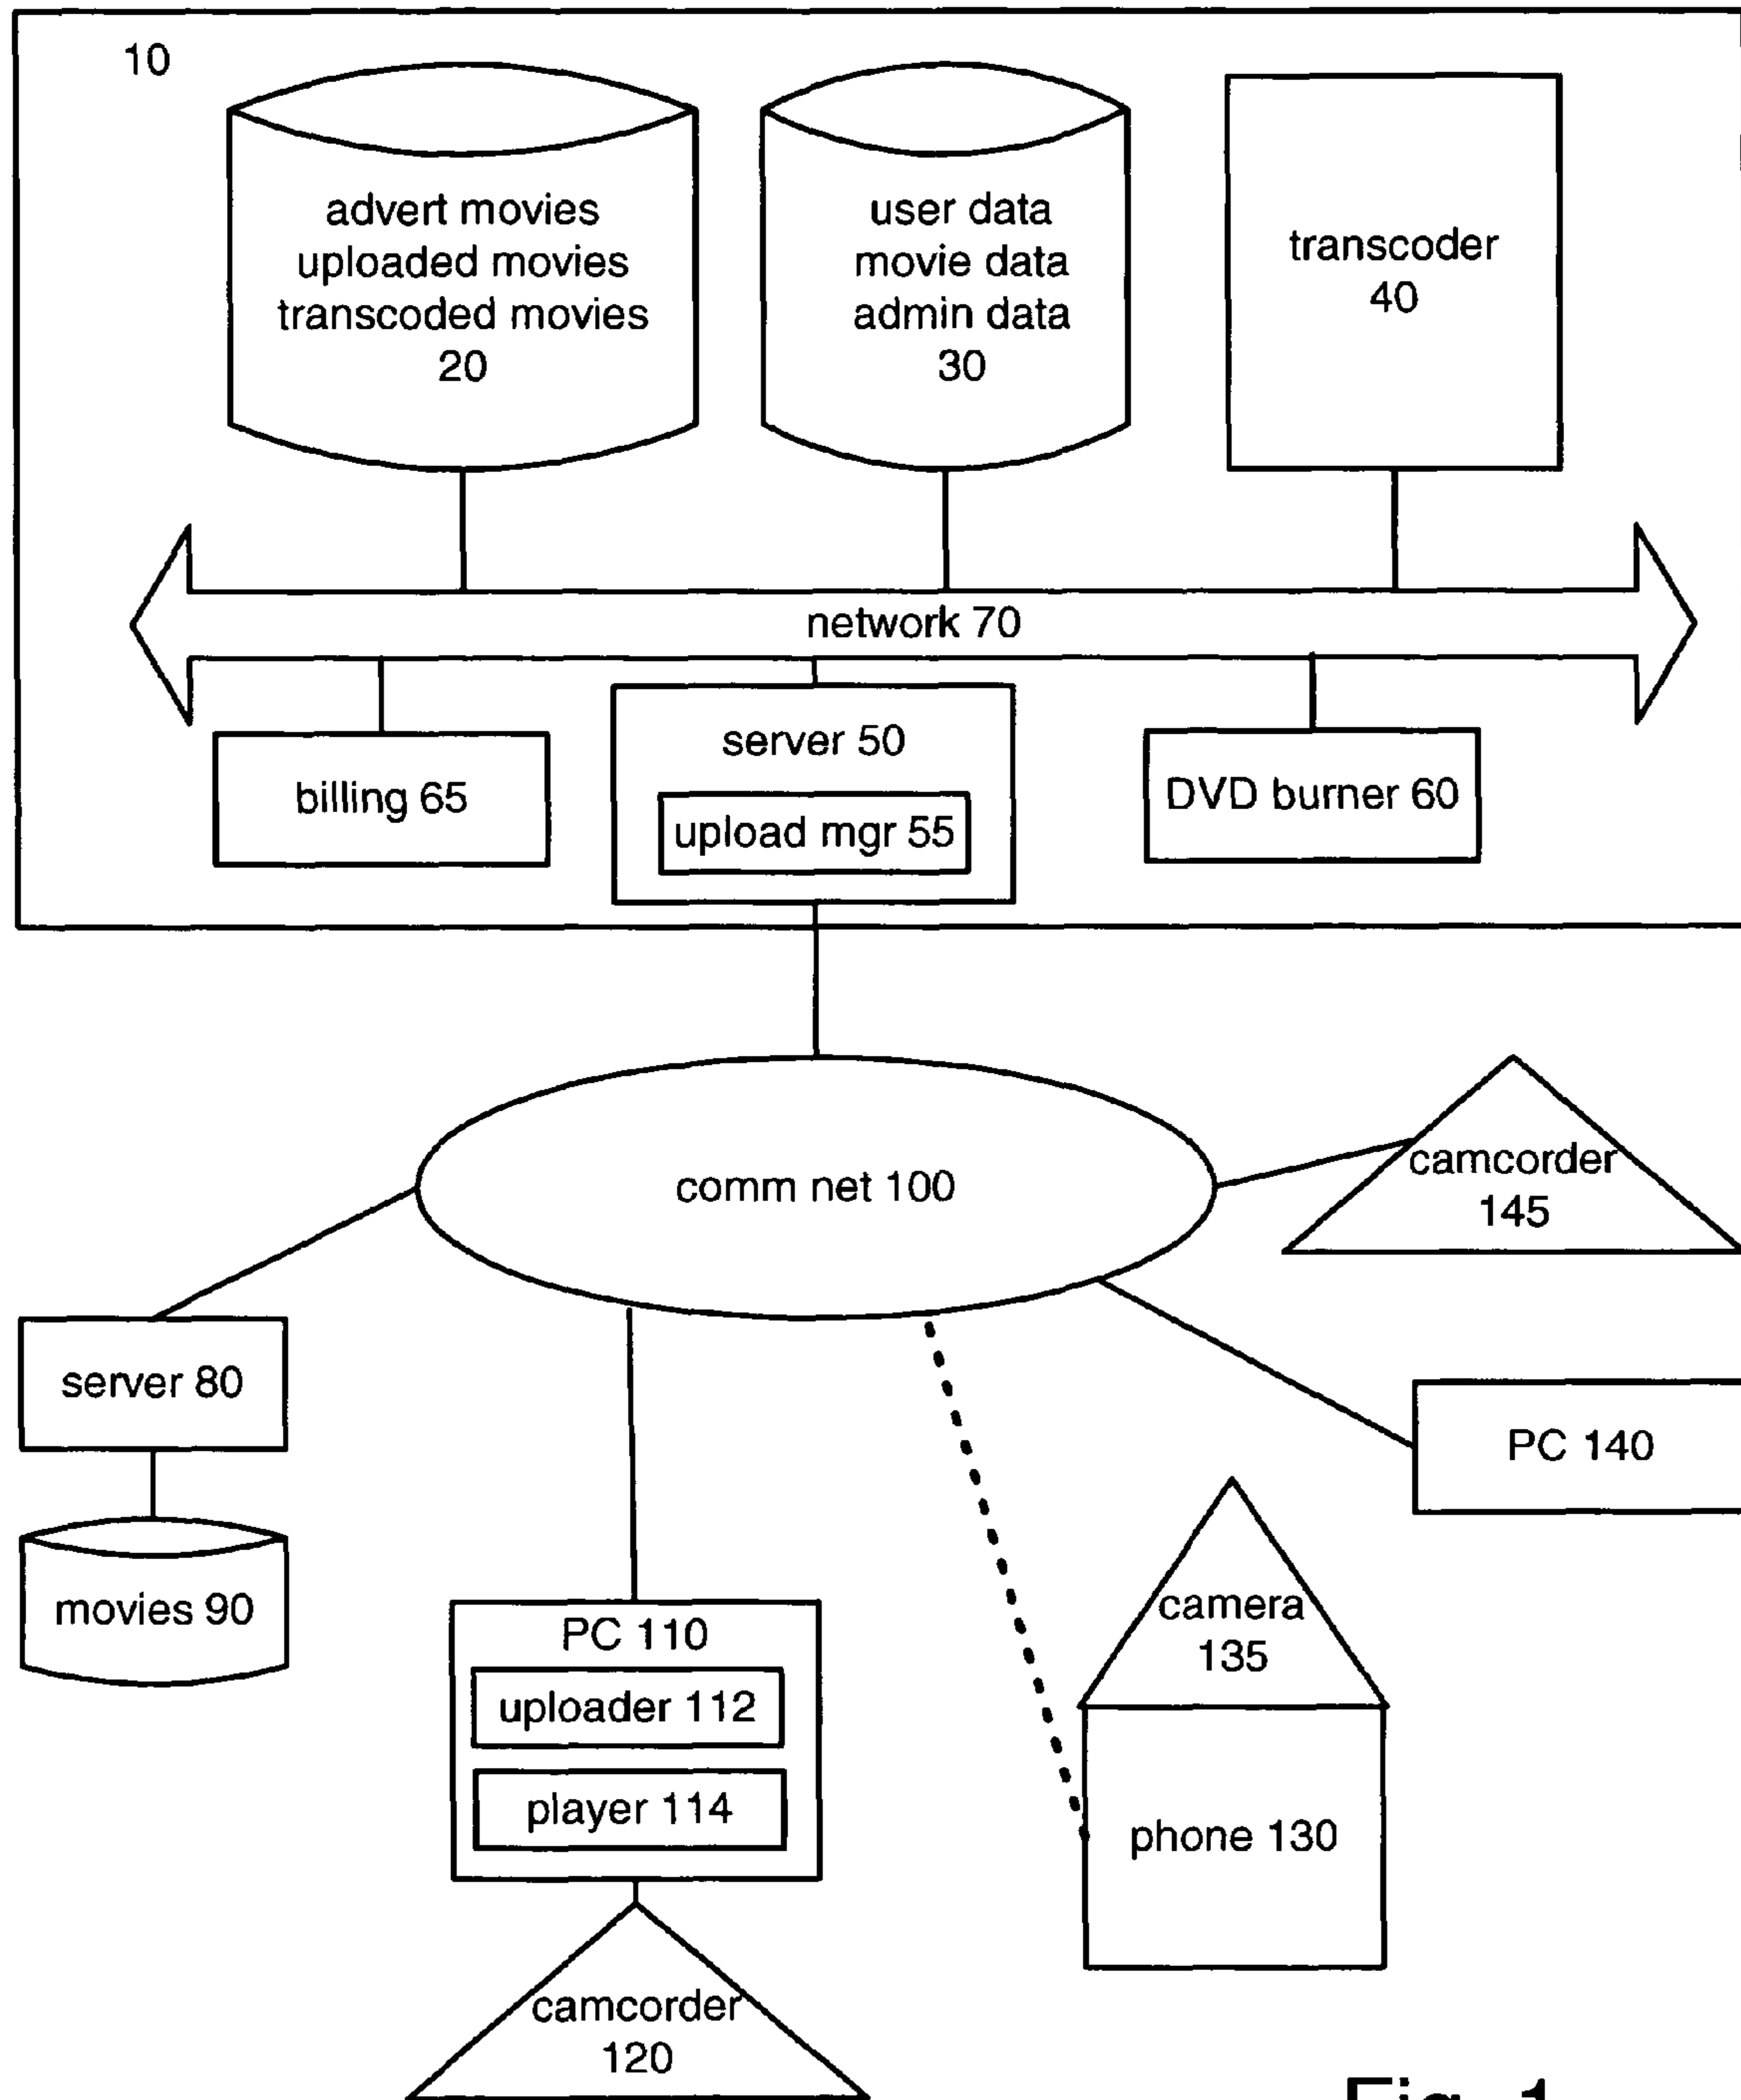 10
advert movies
uploaded movies
transcoded movies
20
user data
movie data
admin data
30
transcoder
40
network 70
billing 65
server 50
upload mgr 55
DVD burner 60
comm net 100
camcorder
145
server 80
movies 90
PC 140
camera
135
phone 130
PC 110
uploader 112
player 114
camcorder
120
Fig. 1